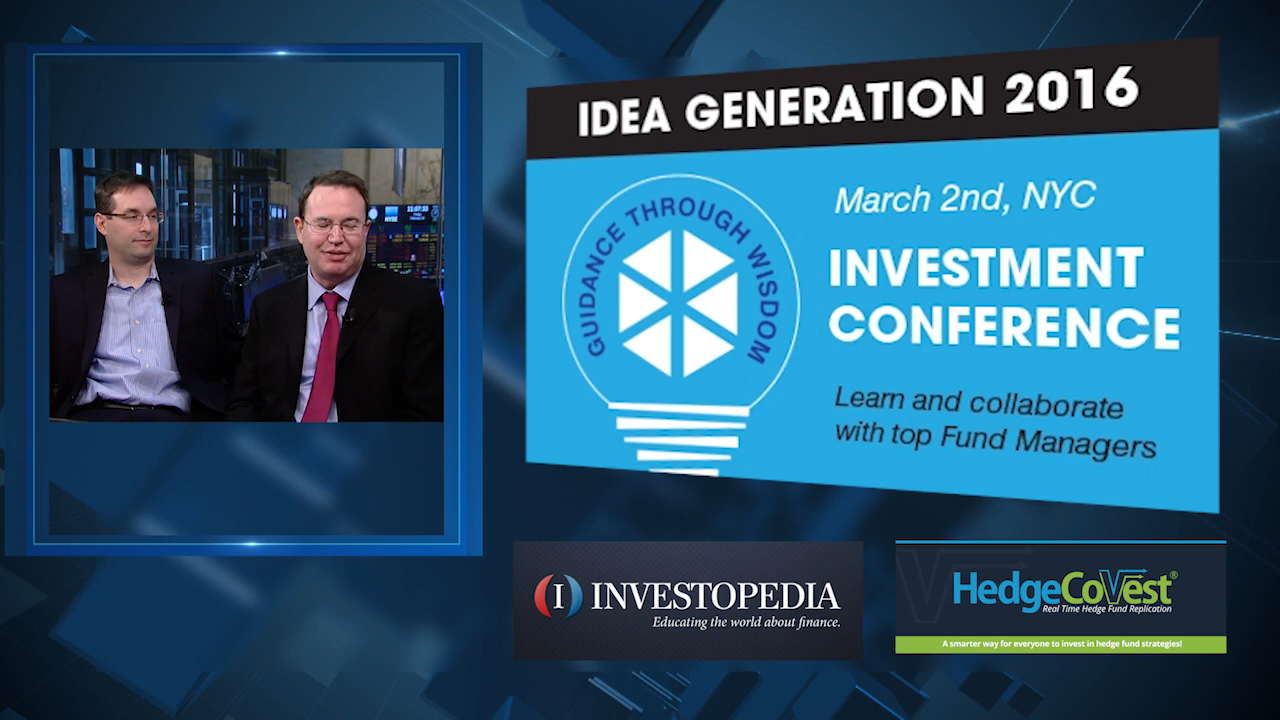 IDEA GENERATION 2016
GUIDANCE THROUGH WISDOM
March 2nd, NYC
INVESTMENT
CONFERENCE
Learn and collaborate
with top Fund Managers
NYSE
I INVESTOPEDIA
Educating the world about finance.
HedgeCoVest®
Real Time Hedge Fund Replication
A smarter way for everyone to invest in hedge fund strategies!